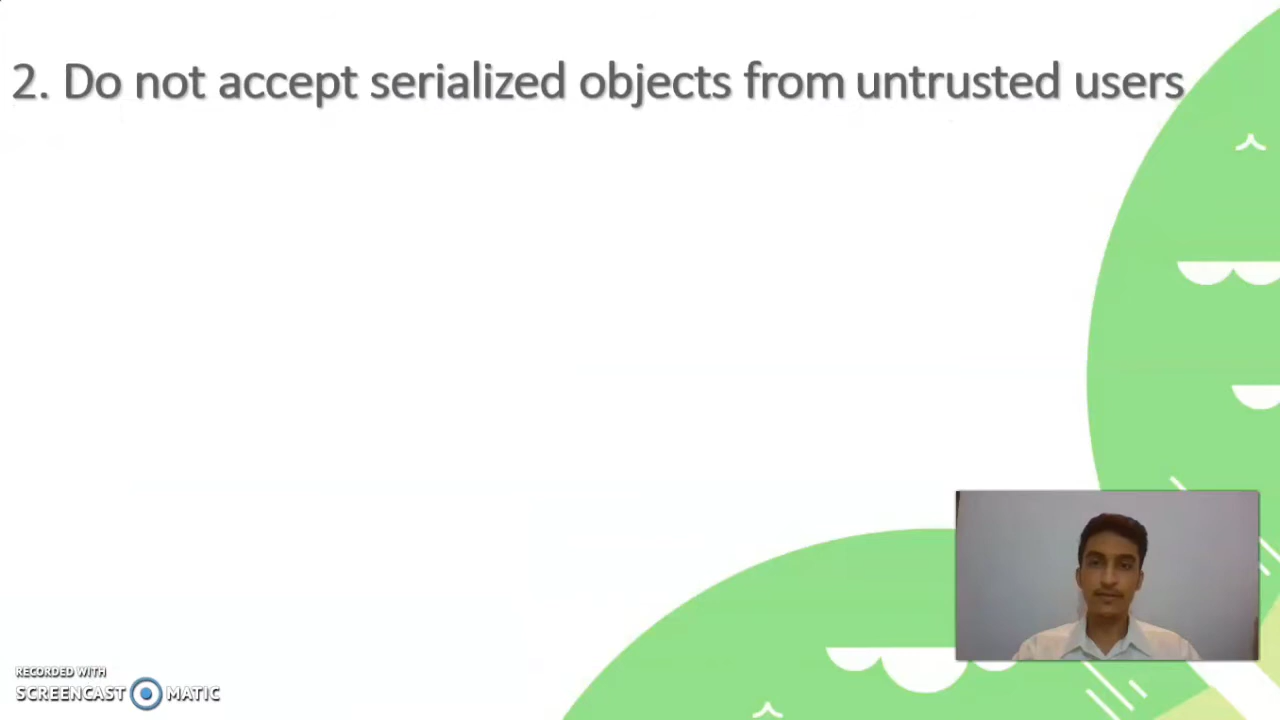 2. Do not accept serialized objects from untrusted users
RECORDED WITH
SCREENCAST MATIC